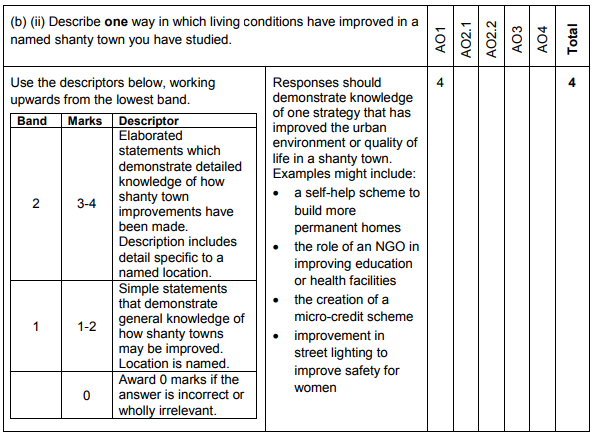 (b) (ii) Describe one way in which living conditions have improved in a
named shanty town you have studied.
AO1
AO2.1
AO2.2
AO3
AO4
Total
Use the descriptors below, working
upwards from the lowest band.
Band Marks Descriptor
2 3-4 Elaborated
statements which
demonstrate detailed
knowledge of how
shanty town
improvements have
been made.
Description includes
detail specific to a
named location.
1 1-2 Simple statements
that demonstrate
general knowledge of
how shanty towns
may be improved.
Location is named.
0 Award 0 marks if the
answer is incorrect or
wholly irrelevant.
Responses should
demonstrate knowledge
of one strategy that has
improved the urban
environment or quality of
life in a shanty town.
Examples might include:
• a self-help scheme to
build more
permanent homes
• the role of an NGO in
improving education
or health facilities
• the creation of a
micro-credit scheme
• improvement in
street lighting to
improve safety for
women
4
4